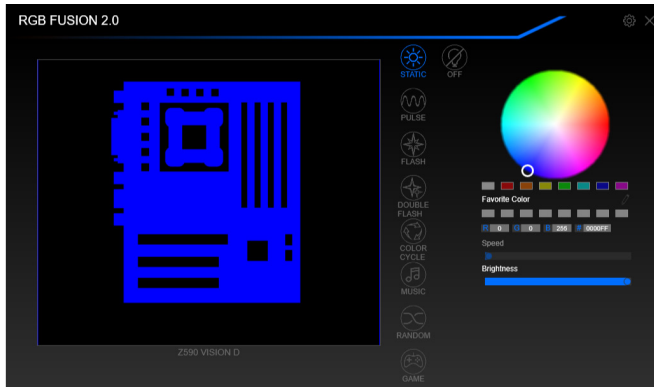 RGB FUSION 2.0
STATIC
OFF
PULSE
FLASH
DOUBLE
FLASH
COLOR
CYCLE
MUSIC
RANDOM
GAME
Favorite Color
R 0 G 0 B 255 # 0000FF
Speed
Brightness
Z590 VISION D